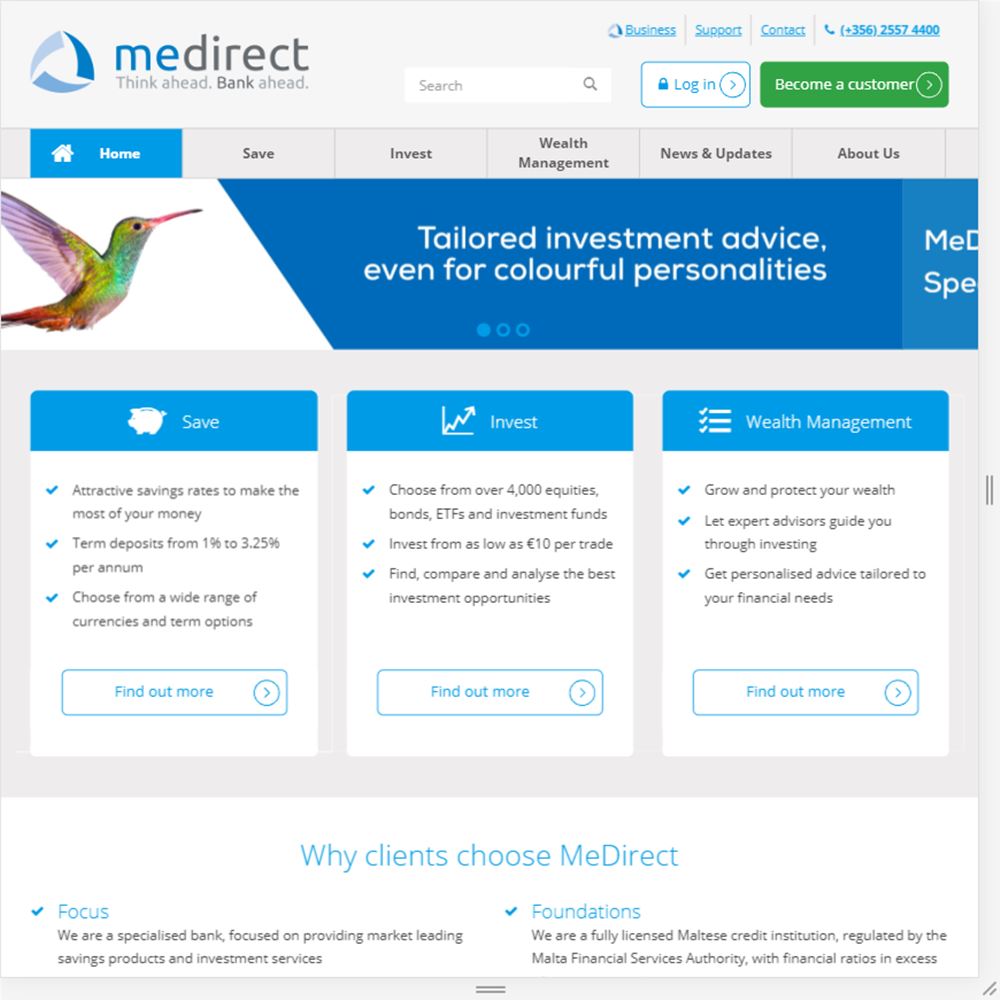 Business
Support
Contact
(+356) 2557 4400
medirect
Think ahead. Bank ahead.
Search
Log in
Become a customer
Home
Save
Invest
Wealth
Management
News & Updates
About Us
Tailored investment advice,
even for colourful personalities
MeD
Spe
Save
Attractive savings rates to make the
most of your money
Term deposits from 1% to 3.25%
per annum
Choose from a wide range of
currencies and term options
Find out more
Invest
Choose from over 4,000 equities,
bonds, ETFs and investment funds
Invest from as low as €10 per trade
Find, compare and analyse the best
investment opportunities
Find out more
Wealth Management
Grow and protect your wealth
Let expert advisors guide you
through investing
Get personalised advice tailored to
your financial needs
Find out more
Why clients choose MeDirect
Focus
We are a specialised bank, focused on providing market leading
savings products and investment services
Foundations
We are a fully licensed Maltese credit institution, regulated by the
Malta Financial Services Authority, with financial ratios in excess